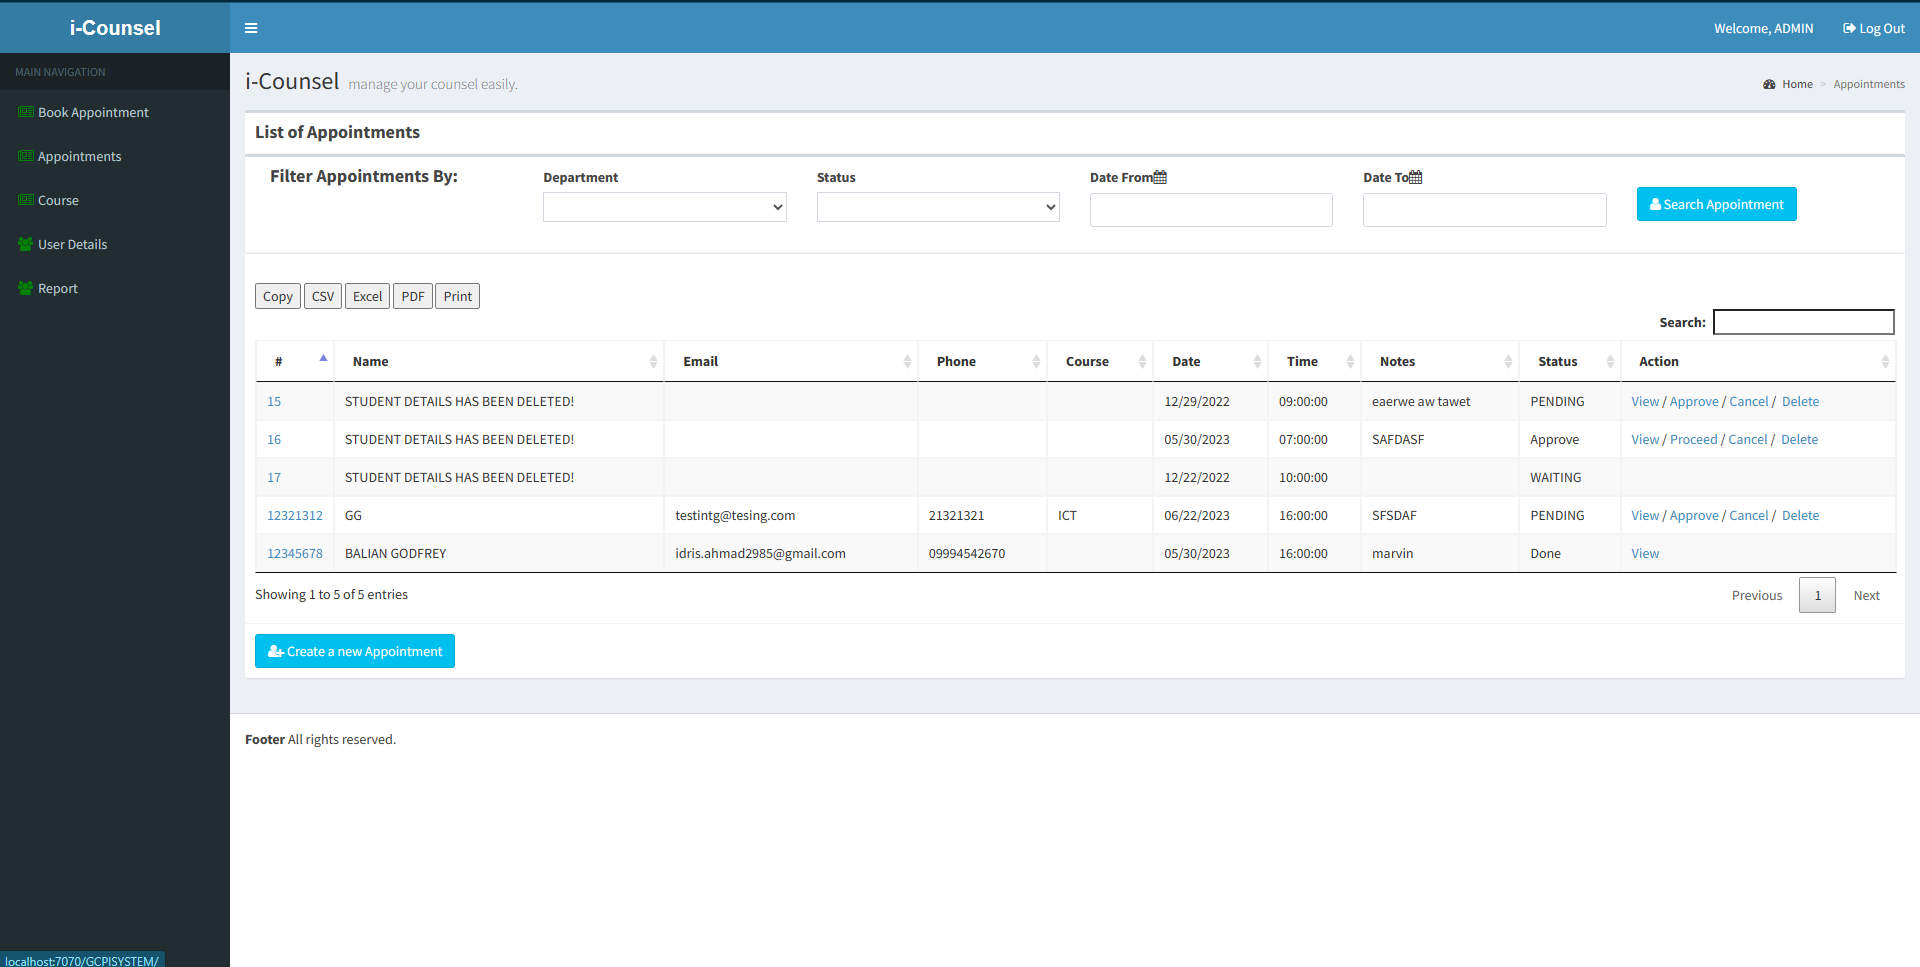 i-Counsel
Welcome, ADMIN Log Out
MAIN NAVIGATION
Book Appointment
Appointments
Course
User Details
Report
i-Counsel manage your counsel easily.
Home > Appointments
List of Appointments
Filter Appointments By:
Department
Status
Date From
Date To
Search Appointment
Copy CSV Excel PDF Print
Search:
# Name Email Phone Course Date Time Notes Status Action
15 STUDENT DETAILS HAS BEEN DELETED! 12/29/2022 09:00:00 eaerwe aw tawet PENDING View / Approve / Cancel / Delete
16 STUDENT DETAILS HAS BEEN DELETED! 05/30/2023 07:00:00 SAFDASF Approve View / Proceed / Cancel / Delete
17 STUDENT DETAILS HAS BEEN DELETED! 12/22/2022 10:00:00 WAITING
12321312 GG testintg@tesing.com 21321321 ICT 06/22/2023 16:00:00 SFSDAF PENDING View / Approve / Cancel / Delete
12345678 BALIAN GODFREY idris.ahmad2985@gmail.com 09994542670 05/30/2023 16:00:00 marvin Done View
Showing 1 to 5 of 5 entries
Previous 1 Next
Create a new Appointment
Footer All rights reserved.
localhost:7070/GCPISYSTEM/